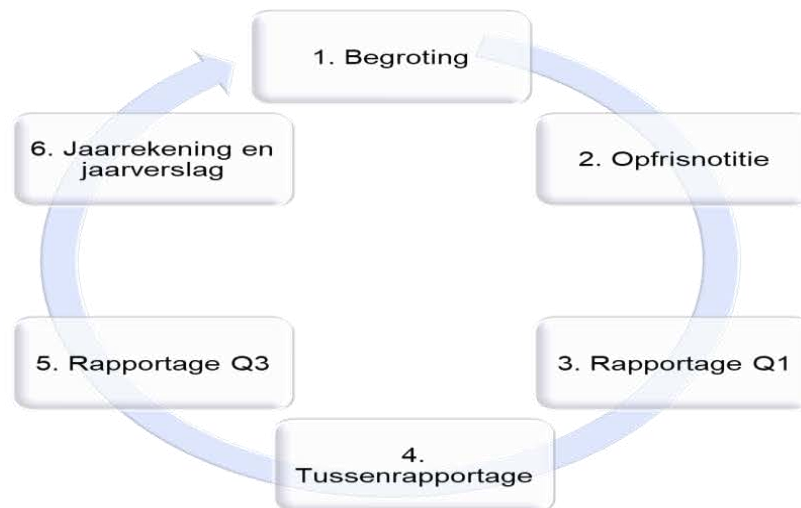 1. Begroting
2. Opfrisnotitie
3. Rapportage Q1
4.
Tussenrapportage
5. Rapportage Q3
6. Jaarrekening en
jaarverslag